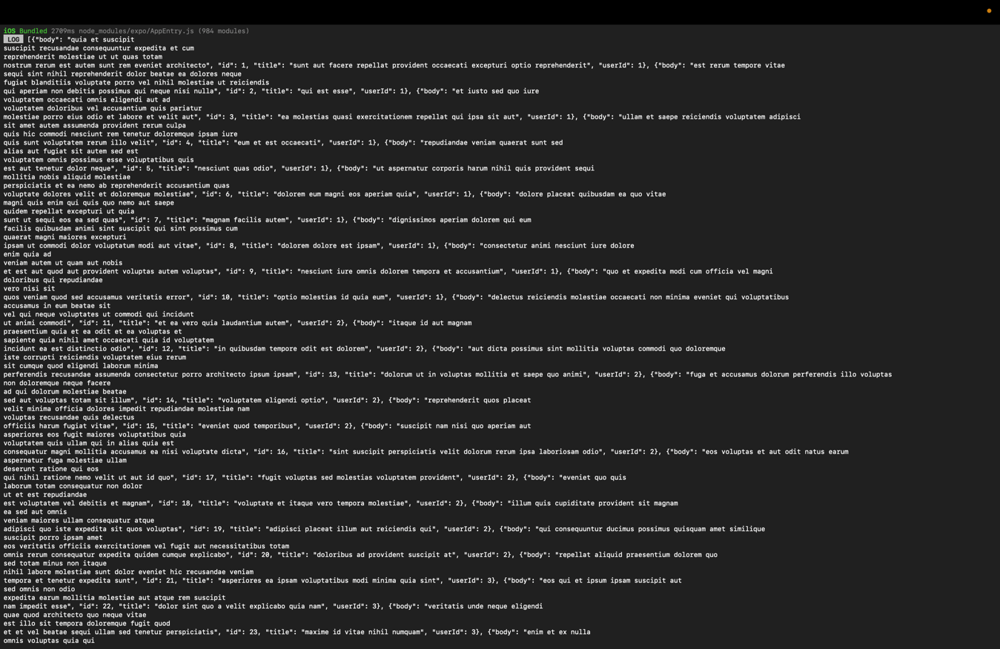 iOS Bundled 2709ms node_modules/expo/AppEntry.js (984 modules)
LOG [{"body": "quia et suscipit
suscipit recusandae consequuntur expedita et cum
reprehenderit molestiae ut ut quas totam
nostrum rerum est autem sunt rem eveniet architecto", "id": 1, "title": "sunt aut facere repellat provident occaecati excepturi optio reprehenderit", "userId": 1}, {"body": "est rerum tempore vitae
sequi sint nihil reprehenderit dolor beatae ea dolores neque
fugiat blanditiis voluptate porro vel nihil molestiae ut reiciendis
qui aperiam non debitis possimus qui neque nisi nulla", "id": 2, "title": "qui est esse", "userId": 1}, {"body": "et iusto sed quo iure
voluptatem occaecati omnis eligendi aut ad
voluptatem doloribus vel accusantium quis pariatur
molestiae porro eius odio et labore et velit aut", "id": 3, "title": "ea molestias quasi exercitationem repellat qui ipsa sit aut", "userId": 1}, {"body": "ullam et saepe reiciendis voluptatem adipisci
sit amet autem assumenda provident rerum culpa
quis hic commodi nesciunt rem tenetur doloremque ipsam iure
quis sunt voluptatem rerum illo velit", "id": 4, "title": "eum et est occaecati", "userId": 1}, {"body": "repudiandae veniam quaerat sunt sed
alias aut fugiat sit autem sed est
voluptatem omnis possimus esse voluptatibus quis
est aut tenetur dolor neque", "id": 5, "title": "nesciunt quas odio", "userId": 1}, {"body": "ut aspernatur corporis harum nihil quis provident sequi
mollitia nobis aliquid molestiae
perspiciatis et ea nemo ab reprehenderit accusantium quas
voluptate dolores velit et doloremque molestiae", "id": 6, "title": "dolorem eum magni eos aperiam quia", "userId": 1}, {"body": "dolore placeat quibusdam ea quo vitae
magni quis enim qui quis quo nemo aut saepe
quidem repellat excepturi ut quia
sunt ut sequi eos ea sed quas", "id": 7, "title": "magnam facilis autem", "userId": 1}, {"body": "dignissimos aperiam dolorem qui eum
facilis quibusdam animi sint suscipit qui sint possimus cum
quaerat magni maiores excepturi
ipsam ut commodi dolor voluptatum modi aut vitae", "id": 8, "title": "dolorem dolore est ipsam", "userId": 1}, {"body": "consectetur animi nesciunt iure dolore
enim quia ad
veniam autem ut quam aut nobis
et est aut quod aut provident voluptas autem voluptas", "id": 9, "title": "nesciunt iure omnis dolorem tempora et accusantium", "userId": 1}, {"body": "quo et expedita modi cum officia vel magni
doloribus qui repudiandae
vero nisi sit
quos veniam quod sed accusamus veritatis error", "id": 10, "title": "optio molestias id quia eum", "userId": 1}, {"body": "delectus reiciendis molestiae occaecati non minima eveniet qui voluptatibus
accusamus in eum beatae sit
vel qui neque voluptates ut commodi qui incidunt
ut animi commodi", "id": 11, "title": "et ea vero quia laudantium autem", "userId": 2}, {"body": "itaque id aut magnam
praesentium quia et ea odit et ea voluptas et
sapiente quia nihil amet occaecati quia id voluptatem
incidunt ea est distinctio odio", "id": 12, "title": "in quibusdam tempore odit est dolorem", "userId": 2}, {"body": "aut dicta possimus sint mollitia voluptas commodi quo doloremque
iste corrupti reiciendis voluptatem eius rerum
sit cumque quod eligendi laborum minima
perferendis recusandae assumenda consectetur porro architecto ipsum ipsam", "id": 13, "title": "dolorum ut in voluptas mollitia et saepe quo animi", "userId": 2}, {"body": "fuga et accusamus dolorum perferendis illo voluptas
non doloremque neque facere
ad qui dolorum molestiae beatae
sed aut voluptas totam sit illum", "id": 14, "title": "voluptatem eligendi optio", "userId": 2}, {"body": "reprehenderit quos placeat
velit minima officia dolores impedit repudiandae molestiae nam
voluptas recusandae quis delectus
officiis harum fugiat vitae", "id": 15, "title": "eveniet quod temporibus", "userId": 2}, {"body": "suscipit nam nisi quo aperiam aut
asperiores eos fugit maiores voluptatibus quia
voluptatem quis ullam qui in alias quia est
consequatur magni mollitia accusamus ea nisi voluptate dicta", "id": 16, "title": "sint suscipit perspiciatis velit dolorum rerum ipsa laboriosam odio", "userId": 2}, {"body": "eos voluptas et aut odit natus earum
aspernatur fuga molestiae ullam
deserunt ratione qui eos
qui nihil ratione nemo velit ut aut id quo", "id": 17, "title": "fugit voluptas sed molestias voluptatem provident", "userId": 2}, {"body": "eveniet quo quis
laborum totam consequatur non dolor
ut et est repudiandae
est voluptatem vel debitis et magnam", "id": 18, "title": "voluptate et itaque vero tempora molestiae", "userId": 2}, {"body": "illum quis cupiditate provident sit magnam
ea sed aut omnis
veniam maiores ullam consequatur atque
adipisci quo iste expedita sit quos voluptas", "id": 19, "title": "adipisci placeat illum aut reiciendis qui", "userId": 2}, {"body": "qui consequuntur ducimus possimus quisquam amet similique
suscipit porro ipsam amet
eos veritatis officiis exercitationem vel fugit aut necessitatibus totam
omnis rerum consequatur expedita quidem cumque explicabo", "id": 20, "title": "doloribus ad provident suscipit at", "userId": 2}, {"body": "repellat aliquid praesentium dolorem quo
sed totam minus non itaque
nihil labore molestiae sunt dolor eveniet hic recusandae veniam
tempora et tenetur expedita sunt", "id": 21, "title": "asperiores ea ipsam voluptatibus modi minima quia sint", "userId": 3}, {"body": "eos qui et ipsum ipsam suscipit aut
sed omnis non odio
expedita earum mollitia molestiae aut atque rem suscipit
nam impedit esse", "id": 22, "title": "dolor sint quo a velit explicabo quia nam", "userId": 3}, {"body": "veritatis unde neque eligendi
quae quod architecto quo neque vitae
est illo sit tempora doloremque fugit quod
et et vel beatae sequi ullam sed tenetur perspiciatis", "id": 23, "title": "maxime id vitae nihil numquam", "userId": 3}, {"body": "enim et ex nulla
omnis voluptas quia qui